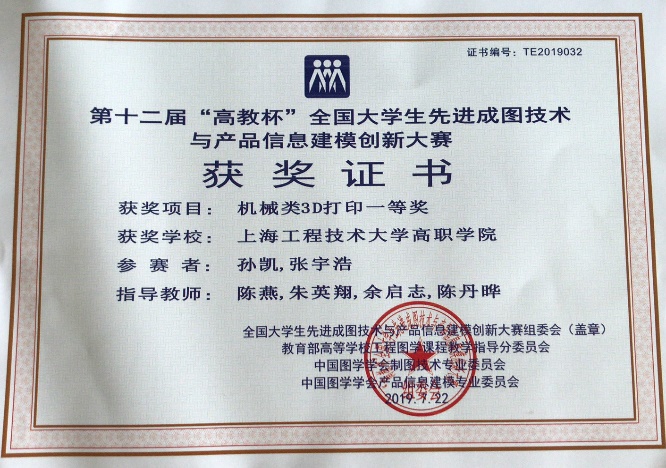 证书编号：TE2019032
第十二届“高教杯”全国大学生先进成图技术
与产品信息建模创新大赛
获奖证书
获奖项目：机械类3D打印一等奖
获奖学校：上海工程技术大学高职学院
参赛者：孙凯,张宇浩
指导教师：陈燕,朱英翔,余启志,陈丹晔
全国大学生先进成图技术与产品信息建模创新大赛组委会（盖章）
教育部高等学校工程图学课程教学指导分委员会
中国图学学会制图技术专业委员会
中国图学学会产品信息建模专业委员会
2019.7.22
组委会